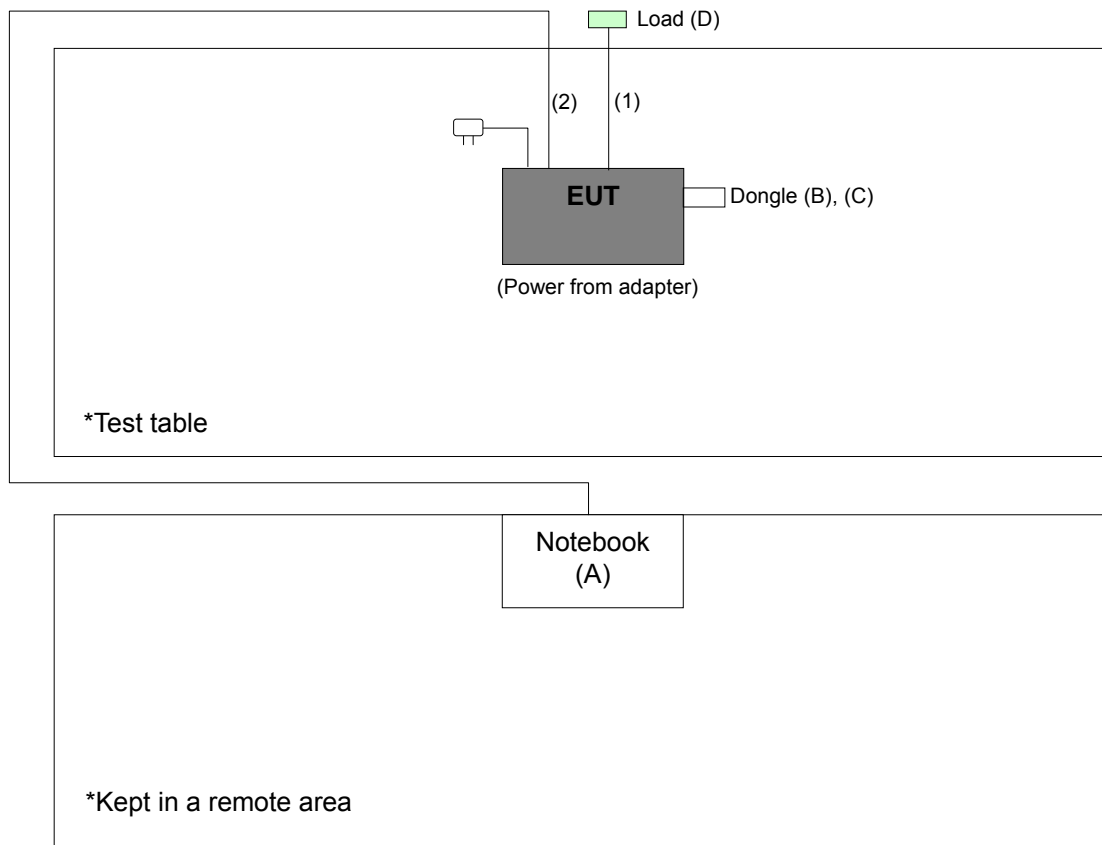 Load (D)
(2)
(1)
EUT
Dongle (B), (C)
(Power from adapter)
*Test table
Notebook
(A)
*Kept in a remote area